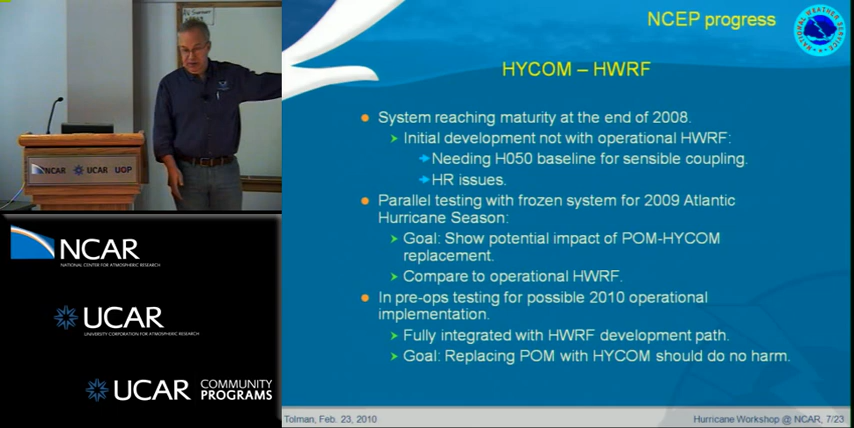 NCEP progress
NATIONAL WEATHER SERVICE
HYCOM – HWRF
System reaching maturity at the end of 2008.
Initial development not with operational HWRF:
Needing H050 baseline for sensible coupling.
HR issues.
Parallel testing with frozen system for 2009 Atlantic
Hurricane Season:
Goal: Show potential impact of POM-HYCOM
replacement.
Compare to operational HWRF.
In pre-ops testing for possible 2010 operational
implementation.
Fully integrated with HWRF development path.
Goal: Replacing POM with HYCOM should do no harm.
Tolman, Feb. 23, 2010
Hurricane Workshop @ NCAR, 7/23
NCAR UCAR UOP
NCAR
NATIONAL CENTER FOR ATMOSPHERIC RESEARCH
UCAR
UNIVERSITY CORPORATION FOR ATMOSPHERIC RESEARCH
UCAR COMMUNITY
PROGRAMS